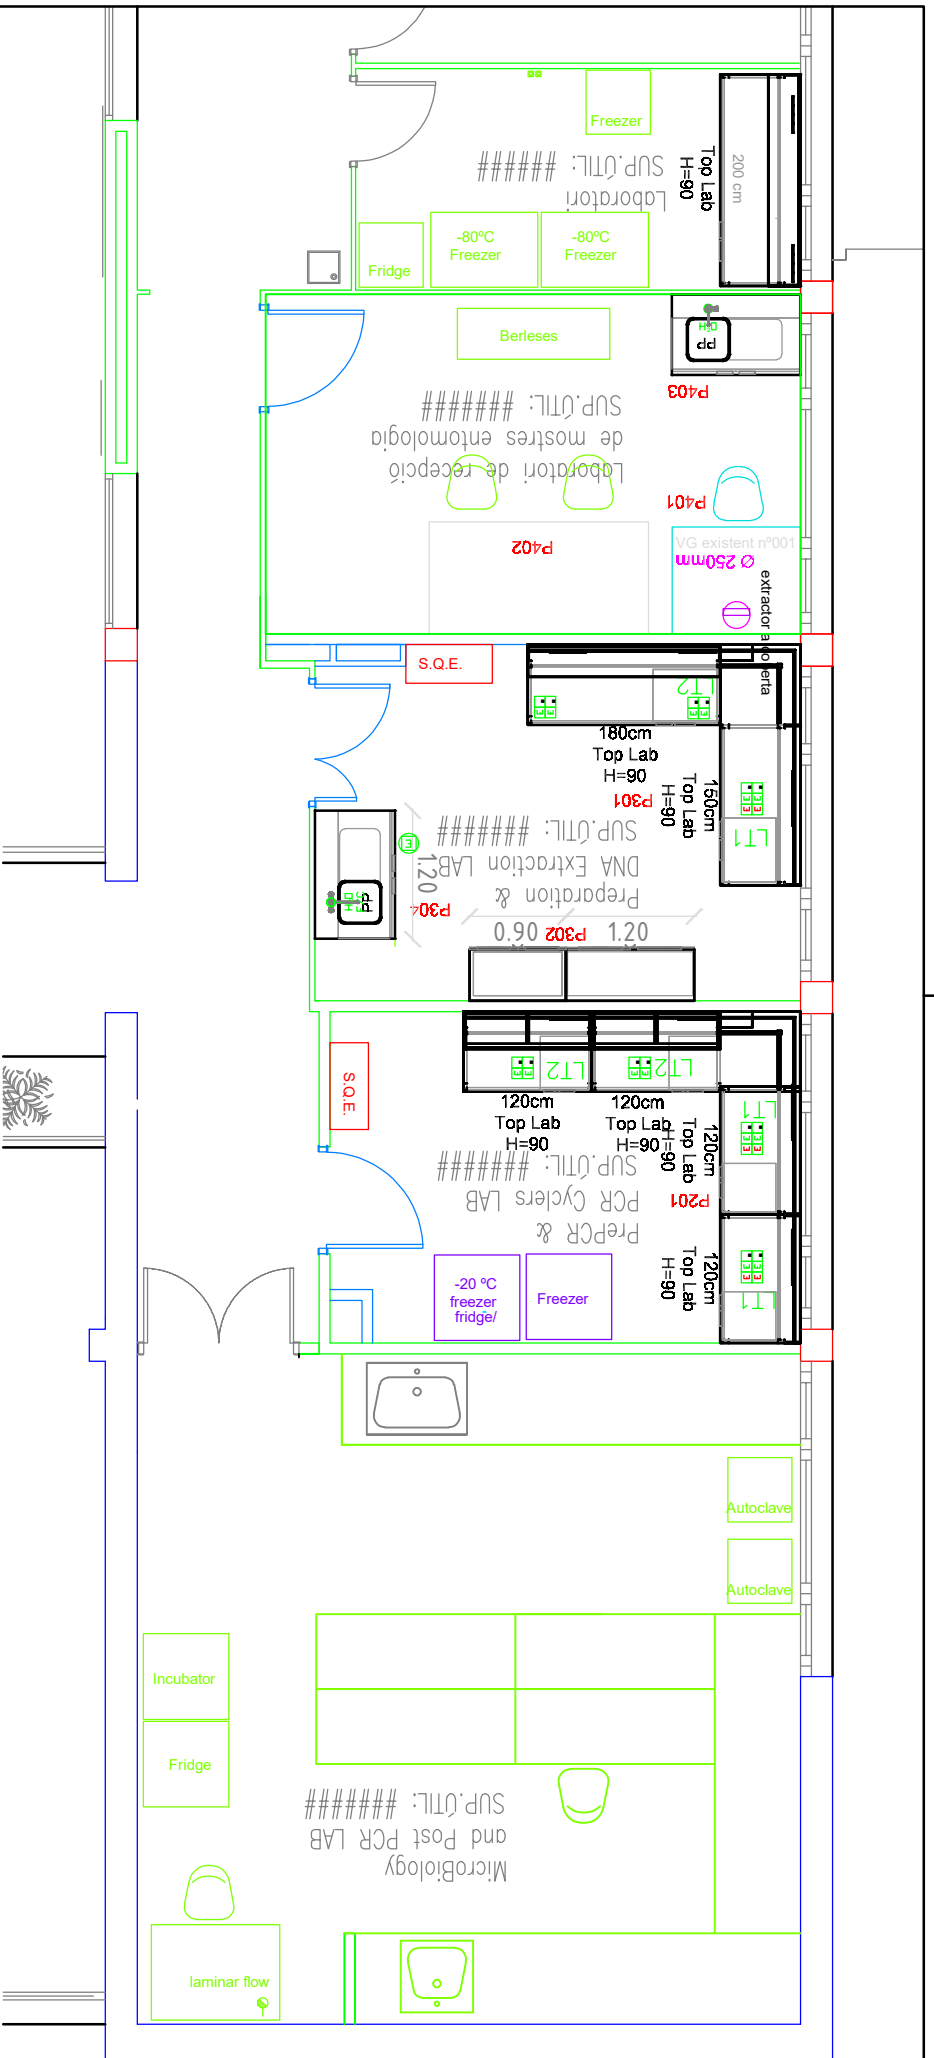 Freezer
Top Lab
H=90
200 cm
Laboratori
SUP.ÚTIL: ######
-80ºC
Freezer
-80ºC
Freezer
Fridge
Berleses
PP
P403
Laboratori de recepció
de mostres entomologia
SUP.ÚTIL: #######
P401
P402
VG existent nº001
Ø 250mm
extractor a coberta
S.Q.E.
LT2
180cm
Top Lab
H=90
150cm
Top Lab
H=90
LT1
P301
Preparation &
DNA Extraction LAB
SUP.ÚTIL: #######
1.20
PP
P304
0.90
P302
1.20
S.Q.E.
LT2
LT2
120cm
Top Lab
H=90
120cm
Top Lab
H=90
LT1
120cm
Top Lab
H=90
P201
PrePCR &
PCR Cyclers LAB
SUP.ÚTIL: #######
120cm
Top Lab
H=90
LT1
-20 ºC
freezer
fridge/
Freezer
Autoclave
Autoclave
Incubator
Fridge
MicroBiology
and Post PCR LAB
SUP.ÚTIL: #######
laminar flow